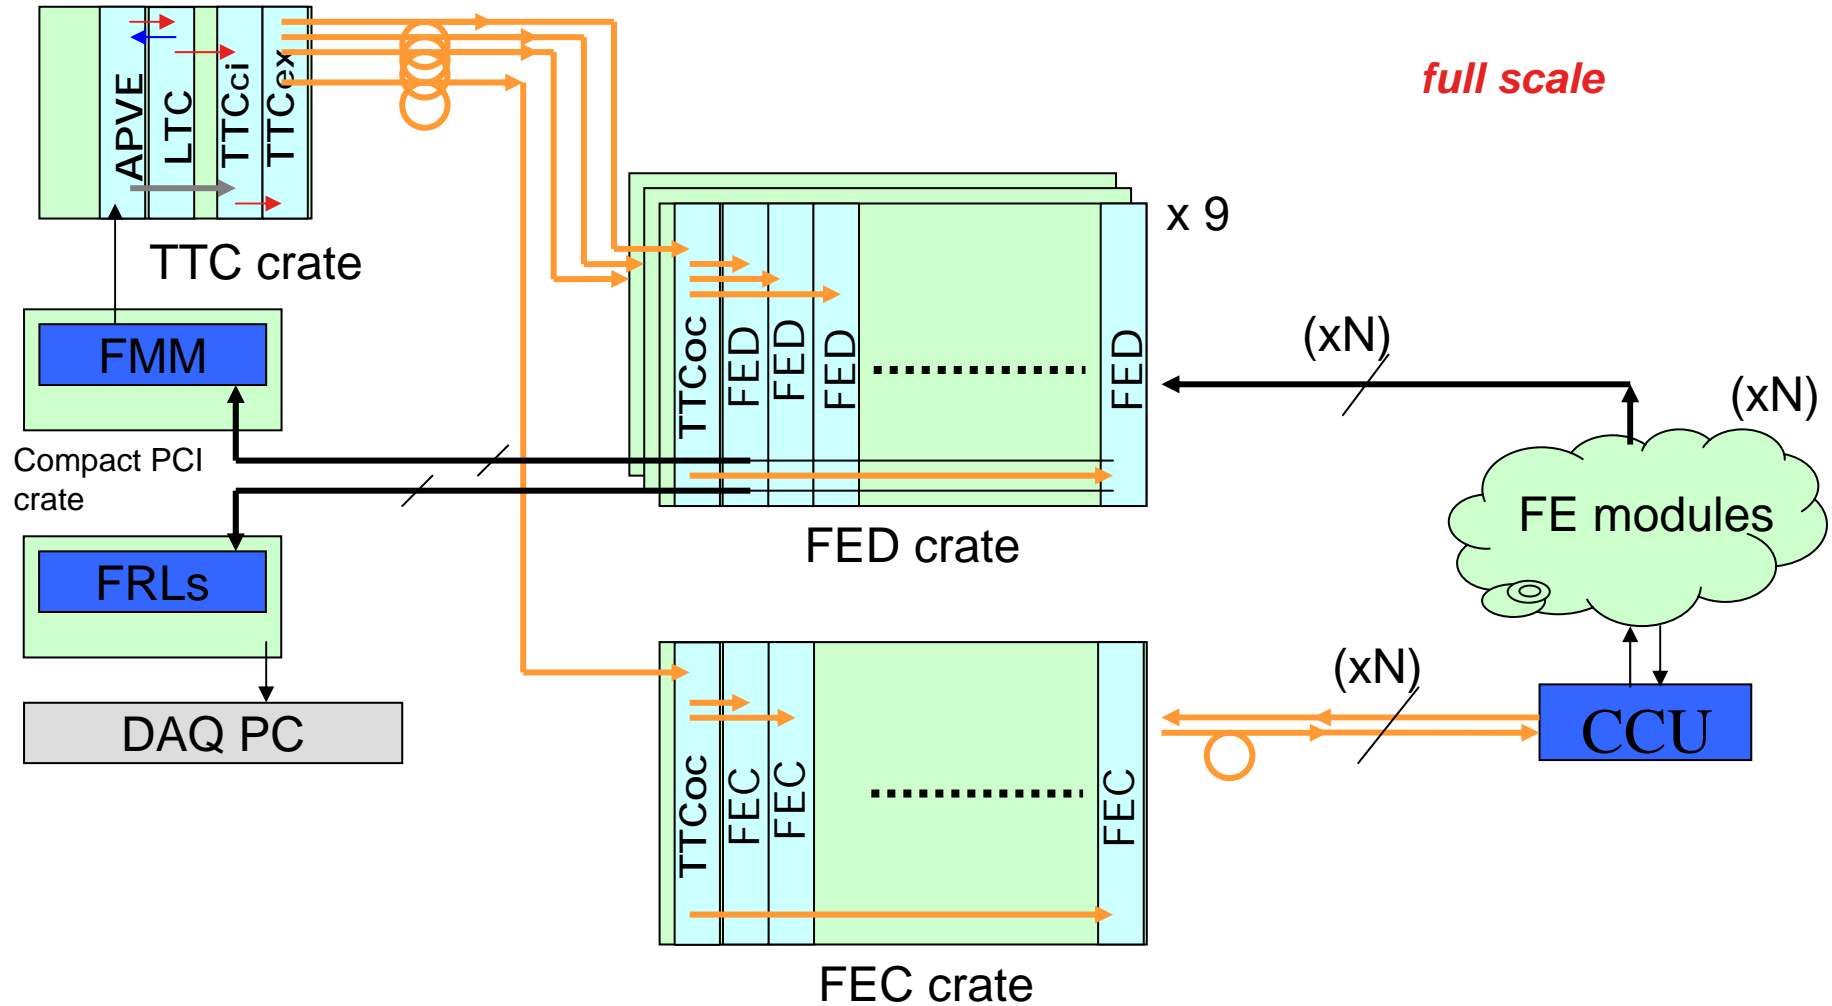 full scale
APVE
LTC
TTCci
TTCex
TTC crate
x 9
FMM
Compact PCI
crate
FRLs
DAQ PC
TTCoc
FED
FED
FED
FED
FED crate
(xN)
(xN)
FE modules
TTCoc
FEC
FEC
FEC
FEC crate
(xN)
CCU